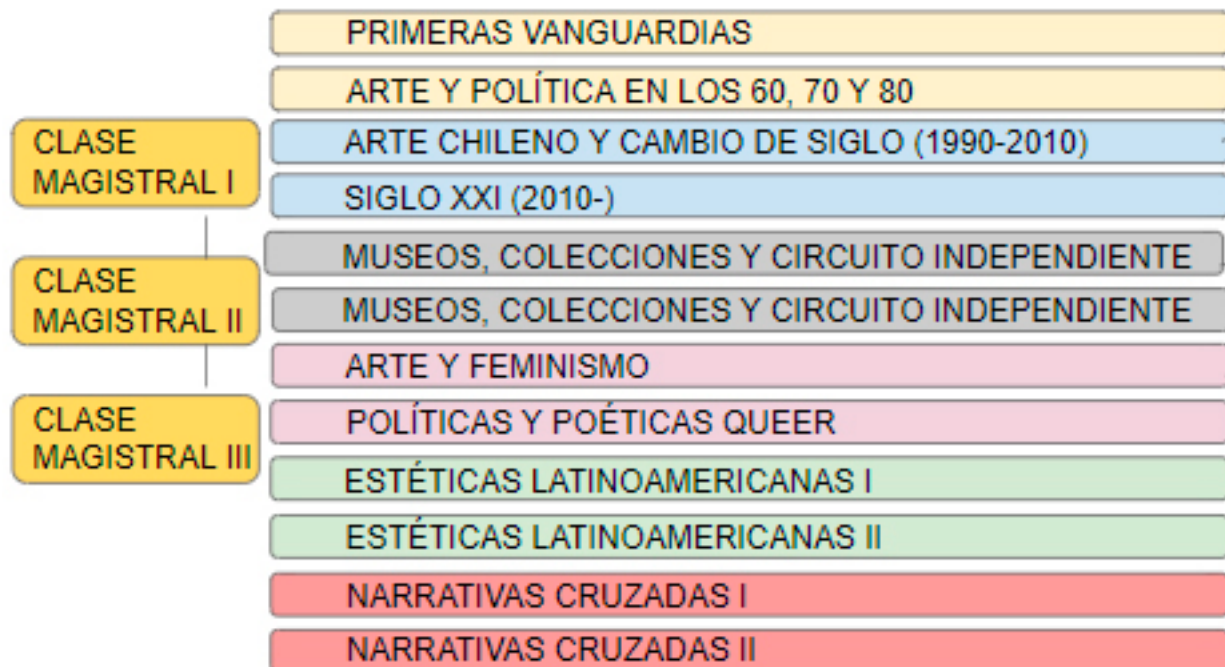 PRIMERAS VANGUARDIAS
ARTE Y POLÍTICA EN LOS 60, 70 Y 80
CLASE
MAGISTRAL I
ARTE CHILENO Y CAMBIO DE SIGLO (1990-2010)
SIGLO XXI (2010-)
CLASE
MAGISTRAL II
MUSEOS, COLECCIONES Y CIRCUITO INDEPENDIENTE
MUSEOS, COLECCIONES Y CIRCUITO INDEPENDIENTE
ARTE Y FEMINISMO
CLASE
MAGISTRAL III
POLÍTICAS Y POÉTICAS QUEER
ESTÉTICAS LATINOAMERICANAS I
ESTÉTICAS LATINOAMERICANAS II
NARRATIVAS CRUZADAS I
NARRATIVAS CRUZADAS II